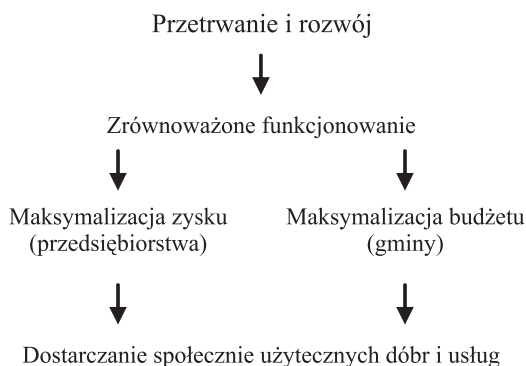 Przetrwanie i rozwój
Zrównoważone funkcjonowanie
Maksymalizacja zysku
(przedsiębiorstwa)
Maksymalizacja budżetu
(gminy)
Dostarczanie społecznie użytecznych dóbr i usług